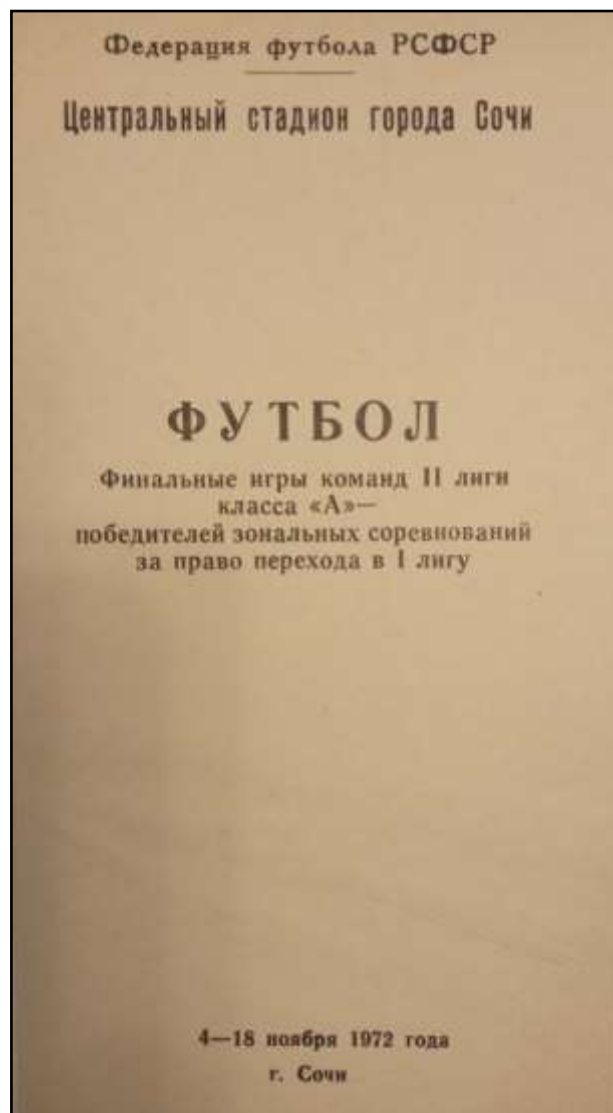 Федерация футбола РСФСР
Центральный стадион города Сочи
ФУТБОЛ
Финальные игры команд II лиги
класса «А»—
победителей зональных соревнований
за право перехода в I лигу
4—18 ноября 1972 года
г. Сочи